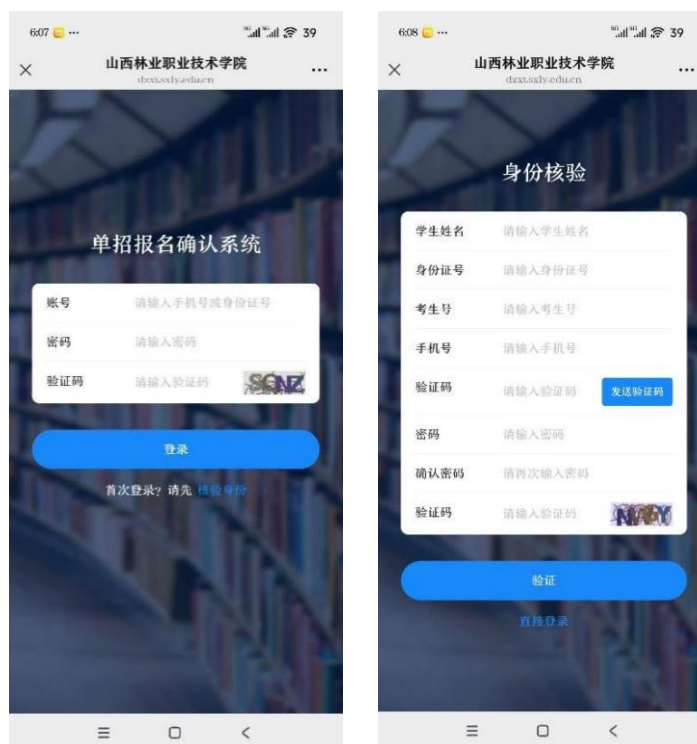 6:07 ... 5G 5G 39
山西林业职业技术学院
dzxt.sxly.edu.cn
单招报名确认系统
账号 请输入手机号或身份证号
密码 请输入密码
验证码 请输入验证码
登录
首次登录？请先 核验身份
6:08 ... 5G 5G 39
山西林业职业技术学院
dzxt.sxly.edu.cn
身份核验
学生姓名 请输入学生姓名
身份证号 请输入身份证号
考生号 请输入考生号
手机号 请输入手机号
验证码 请输入验证码 发送验证码
密码 请输入密码
确认密码 请再次输入密码
验证码 请输入验证码
验证
直接登录